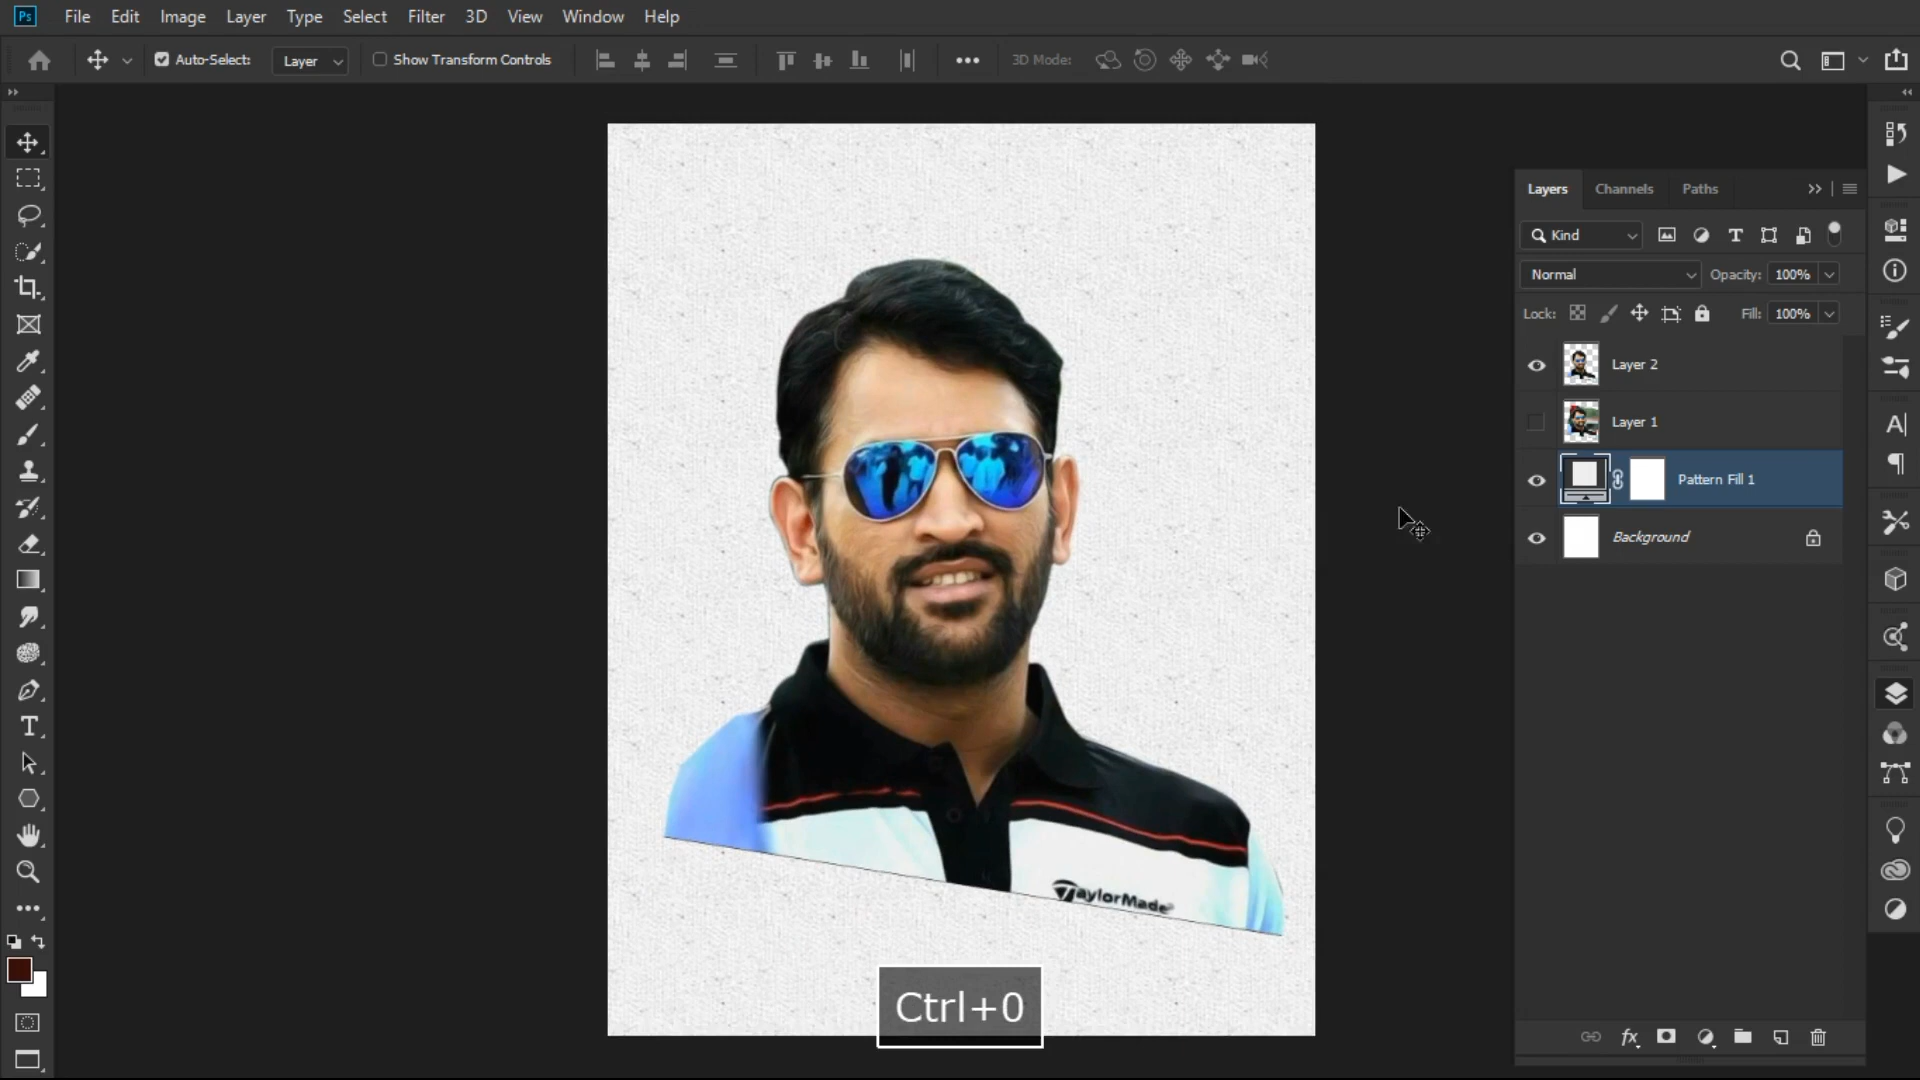 Ps File Edit Image Layer Type Select Filter 3D View Window Help
Auto-Select: Layer Show Transform Controls 3D Mode:
Layers Channels Paths
Kind
Normal Opacity: 100%
Lock: Fill: 100%
Layer 2
Layer 1
Pattern Fill 1
Background
TaylorMade
Ctrl+0